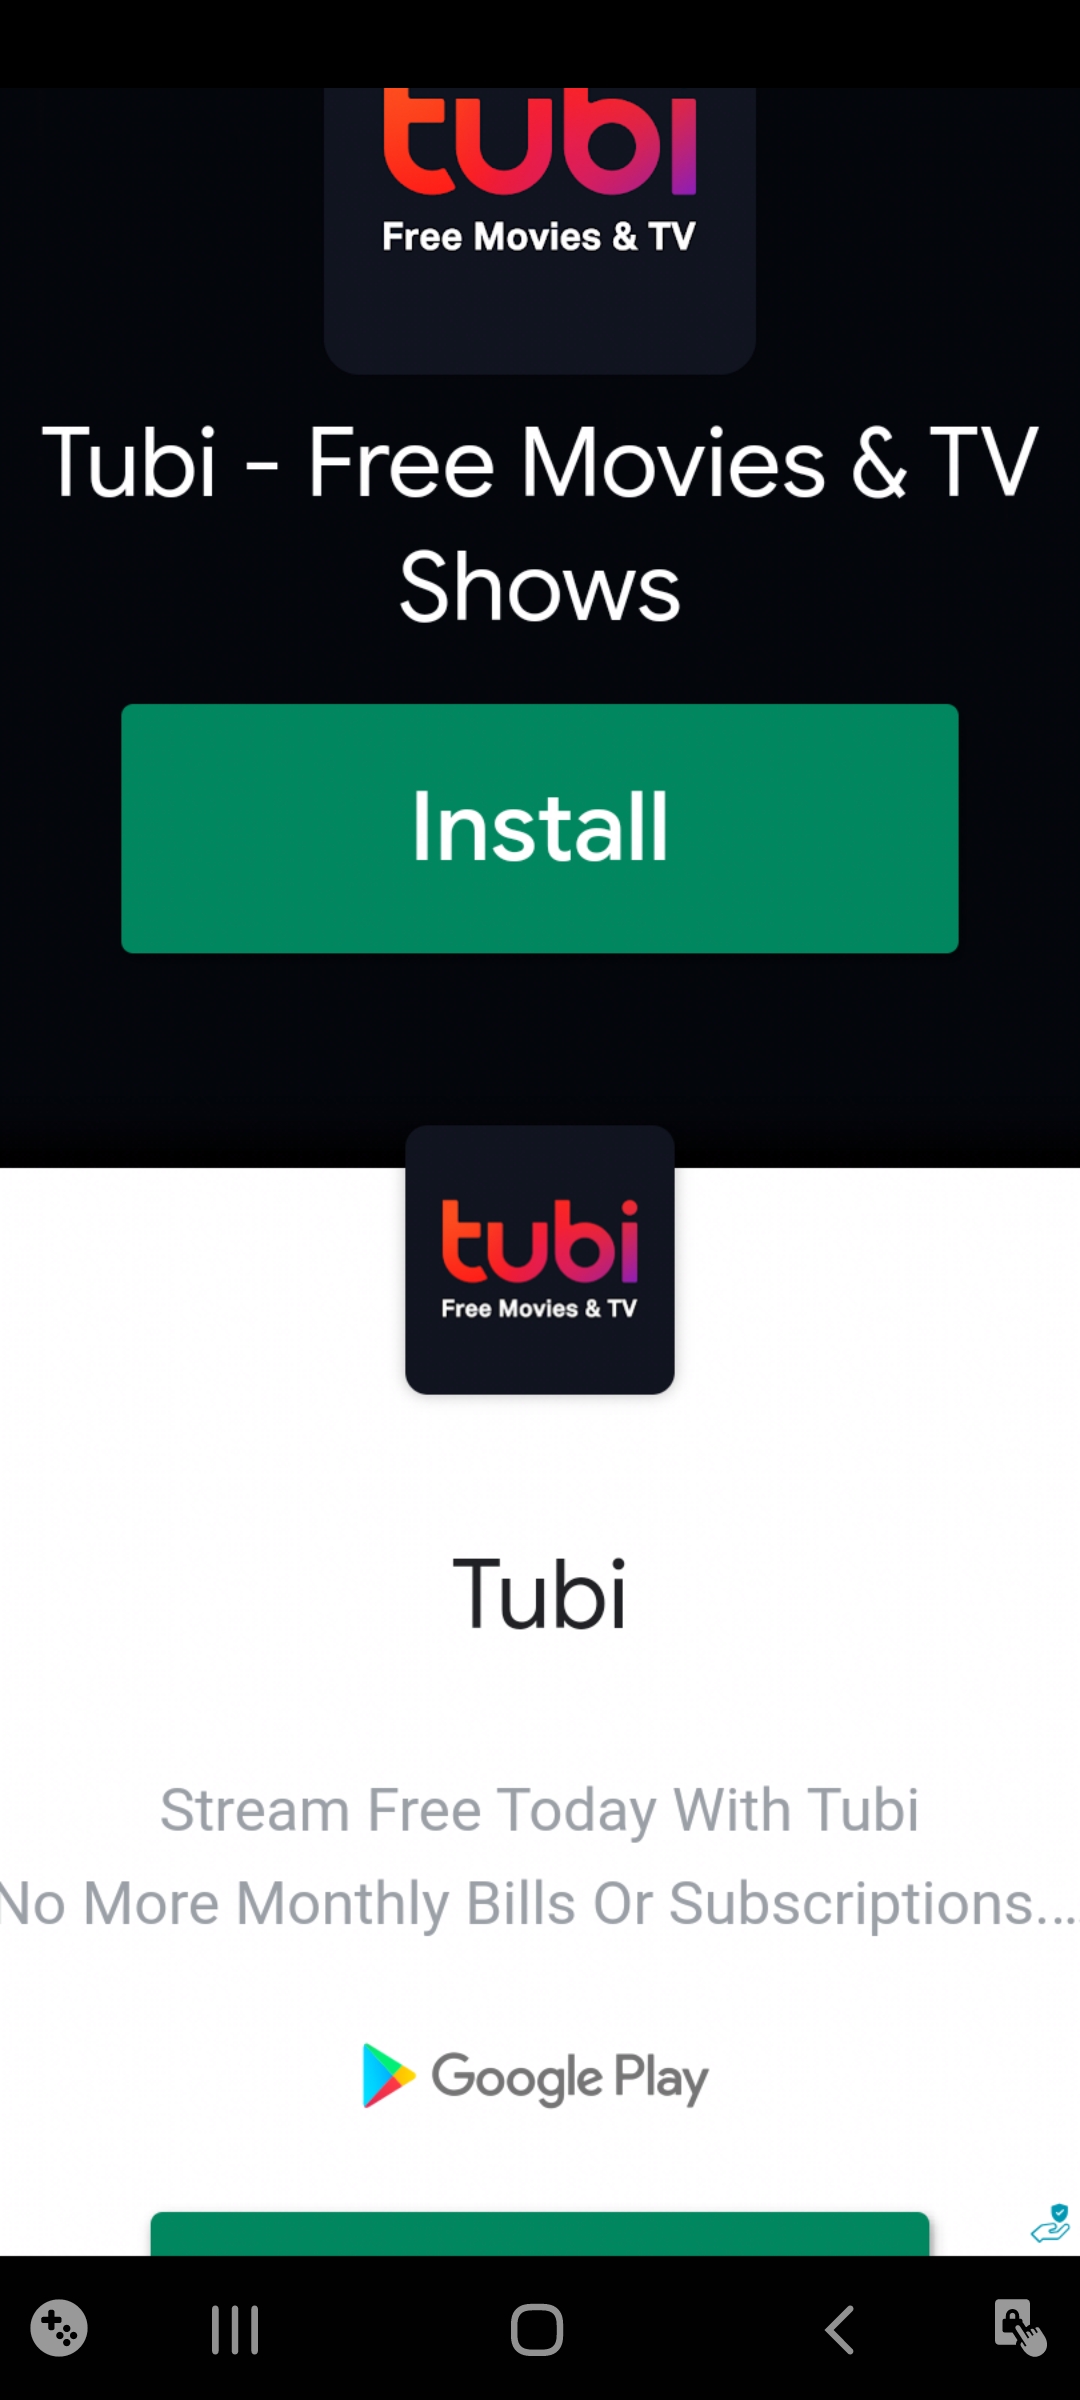 tubi
Free Movies & TV
Tubi - Free Movies & TV
Shows
Install
tubi
Free Movies & TV
Tubi
Stream Free Today With Tubi
No More Monthly Bills Or Subscriptions....
Google Play